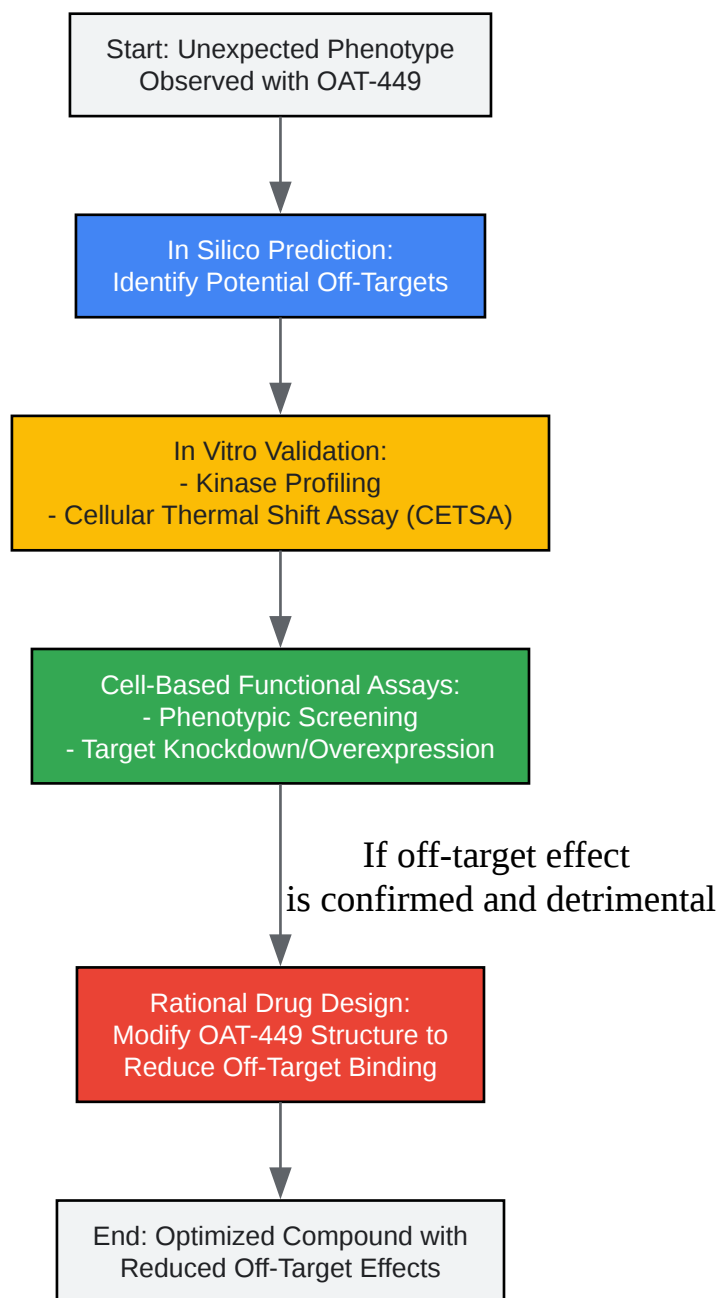 Start: Unexpected Phenotype
Observed with OAT-449
In Silico Prediction:
Identify Potential Off-Targets
In Vitro Validation:
- Kinase Profiling
- Cellular Thermal Shift Assay (CETSA)
Cell-Based Functional Assays:
- Phenotypic Screening
- Target Knockdown/Overexpression
If off-target effect
is confirmed and detrimental
Rational Drug Design:
Modify OAT-449 Structure to
Reduce Off-Target Binding
End: Optimized Compound with
Reduced Off-Target Effects